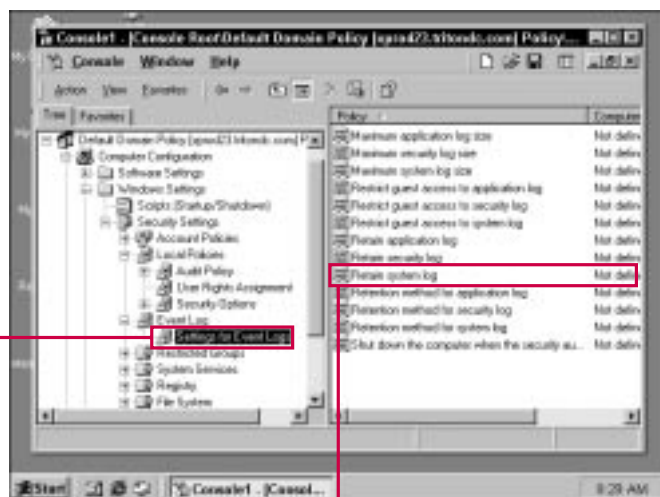 Console1 - [Console Root\Default Domain Policy [xprod23.tritondc.com] Policy...
Console Window Help
Action View Favorites
Tree Favorites
Default Domain Policy [xprod23.tritondc.com] P
Computer Configuration
Software Settings
Windows Settings
Scripts (Startup/Shutdown)
Security Settings
Account Policies
Local Policies
Audit Policy
User Rights Assignment
Security Options
Event Log
Settings for Event Logs
Restricted Groups
System Services
Registry
File System
Policy Computer
Maximum application log size Not defin
Maximum security log size Not defin
Maximum system log size Not defin
Restrict guest access to application log Not defin
Restrict guest access to security log Not defin
Restrict guest access to system log Not defin
Retain application log Not defin
Retain security log Not defin
Retain system log Not defin
Retention method for application log Not defin
Retention method for security log Not defin
Retention method for system log Not defin
Shut down the computer when the security au... Not defin
Start Console1 - [Consol... 8:29 AM